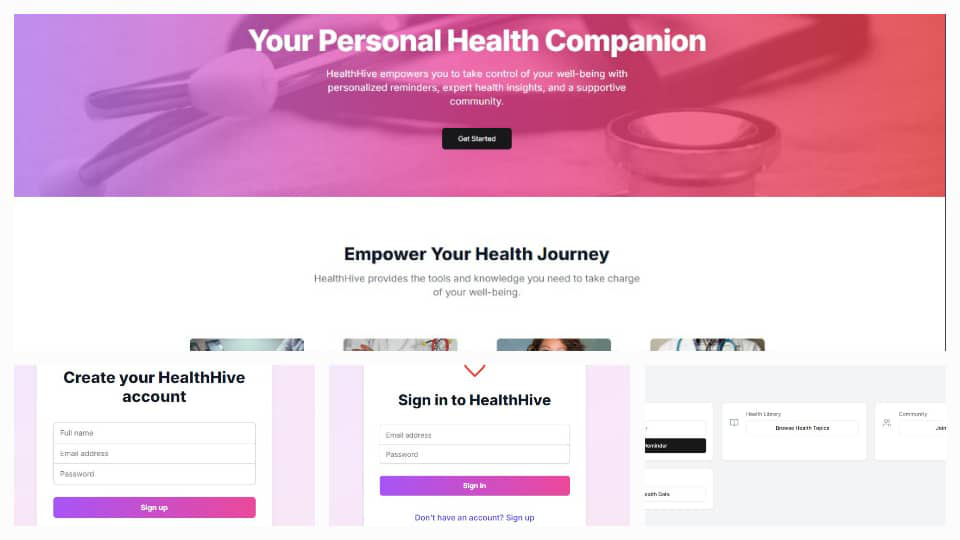 Your Personal Health Companion
HealthHive empowers you to take control of your well-being with
personalized reminders, expert health insights, and a supportive
community.
Get Started
Empower Your Health Journey
HealthHive provides the tools and knowledge you need to take charge
of your well-being.
Create your HealthHive
account
Full name
Email address
Password
Sign up
Sign in to HealthHive
Email address
Password
Sign in
Don't have an account? Sign up
Health Library
Browse Health Topics
Community
Join
Reminder
Health Data